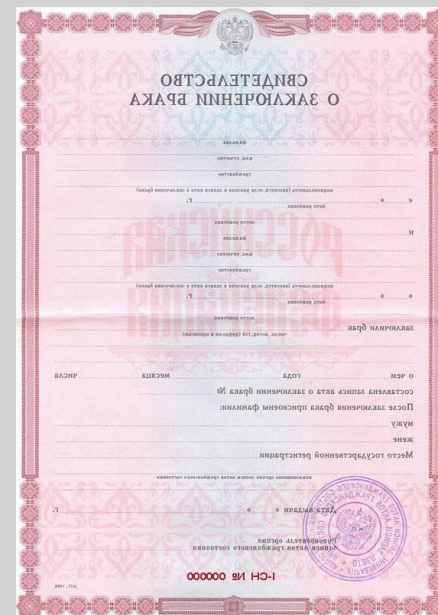 СВИДЕТЕЛЬСТВО
О ЗАКЛЮЧЕНИИ БРАКА
фамилия
имя, отчество
гражданство
национальность (вносится, если указана в записи акта о заключении брака)
« » г.
дата рождения
место рождения
и
фамилия
имя, отчество
гражданство
национальность (вносится, если указана в записи акта о заключении брака)
« » г.
дата рождения
место рождения
РОССИЙСКАЯ
ФЕДЕРАЦИЯ
заключили брак
число, месяц, год (цифрами и прописью)
о чем года месяца числа
составлена запись акта о заключении брака №
После заключения брака присвоены фамилии:
мужу
жене
Место государственной регистрации
наименование органа записи актов гражданского состояния
Дата выдачи « » г.
Руководитель органа
записи актов гражданского состояния
М.П.
I-СН № 000000